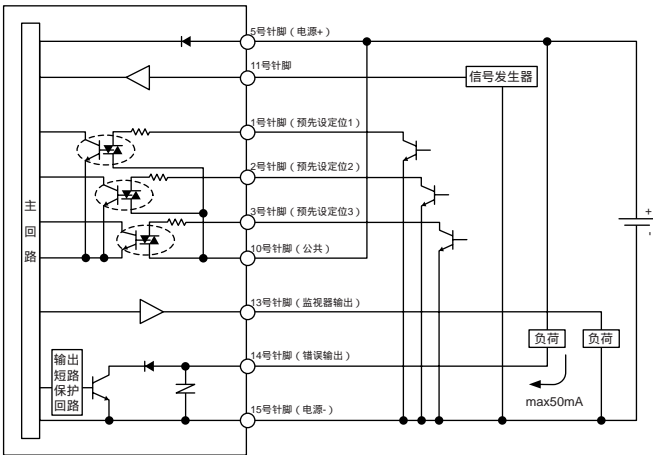 5号针脚（电源+）
11号针脚
信号发生器
1号针脚（预先设定位1）
2号针脚（预先设定位2）
3号针脚（预先设定位3）
主
回
路
+
-
10号针脚（公共）
13号针脚（监视器输出）
负荷
负荷
14号针脚（错误输出）
输出
短路
保护
回路
max50mA
15号针脚（电源-）